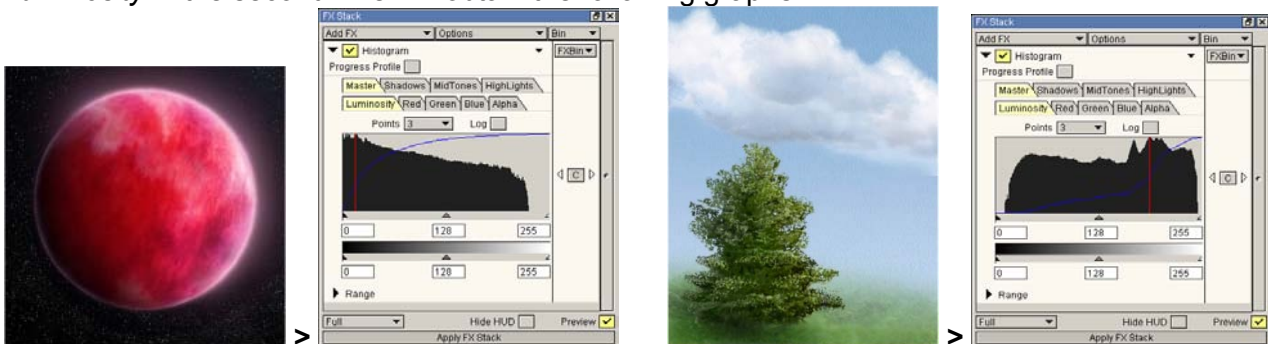 FX Stack
Add FX Options Bin
Histogram FXBin
Progress Profile
Master Shadows MidTones HighLights
Luminosity Red Green Blue Alpha
Points 3 Log
C
0 128 255
0 128 255
Range
Full Hide HUD Preview
> Apply FX Stack
FX Stack
Add FX Options Bin
Histogram FXBin
Progress Profile
Master Shadows MidTones HighLights
Luminosity Red Green Blue Alpha
Points 3 Log
C
0 128 255
0 128 255
Range
Full Hide HUD Preview
> Apply FX Stack